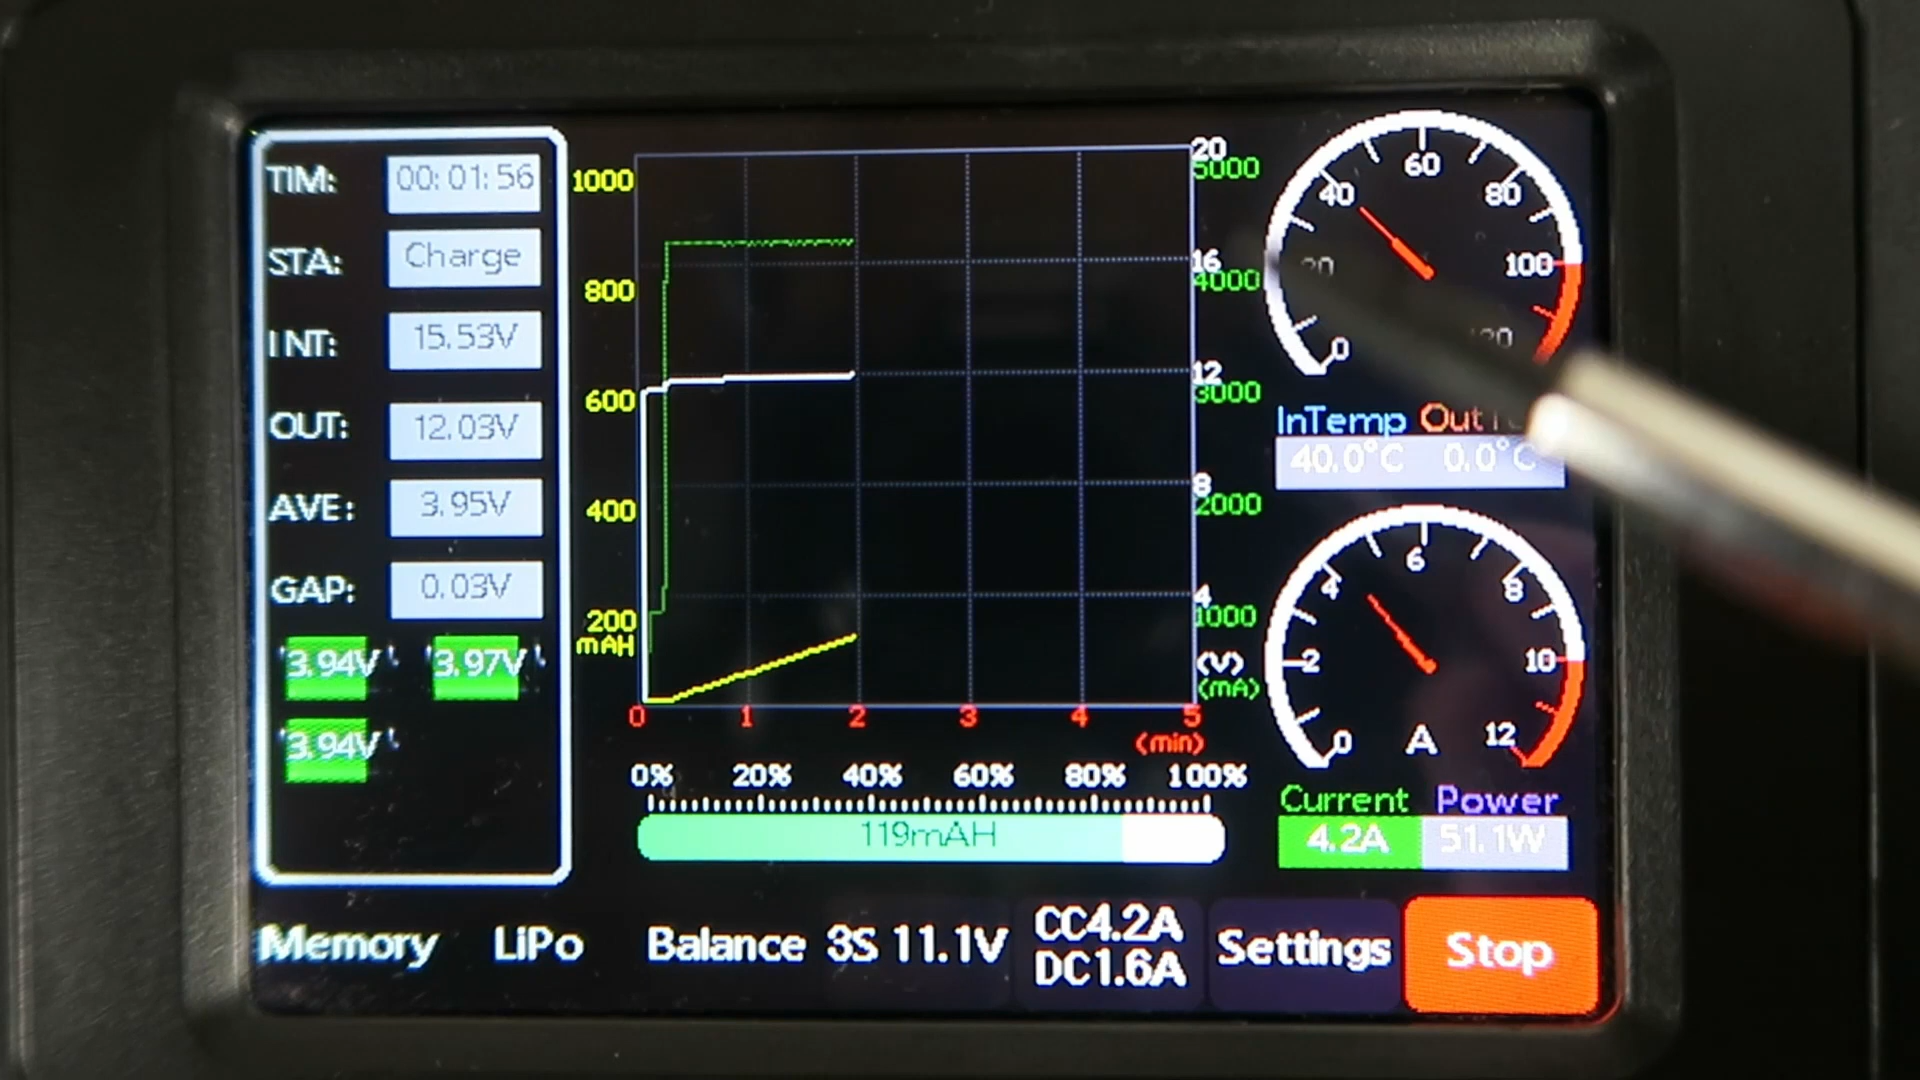 TIM: 00:01:56
STA: Charge
INT: 15.53V
OUT: 12.03V
AVE: 3.95V
GAP: 0.03V
3.94V 3.97V
3.94V
1000
800
600
400
200
mAH
20
5000
16
4000
12
3000
8
2000
4
1000
(V)
(mA)
0 1 2 3 4 5
(min)
0% 20% 40% 60% 80% 100%
119mAH
0 20 40 60 80 100
InTemp
40.0°C 0.0°C
0 2 4 6 8 10 12
A
Current Power
4.2A 51.1W
Memory LiPo Balance 3S 11.1V
CC4.2A
DC1.6A
Settings Stop